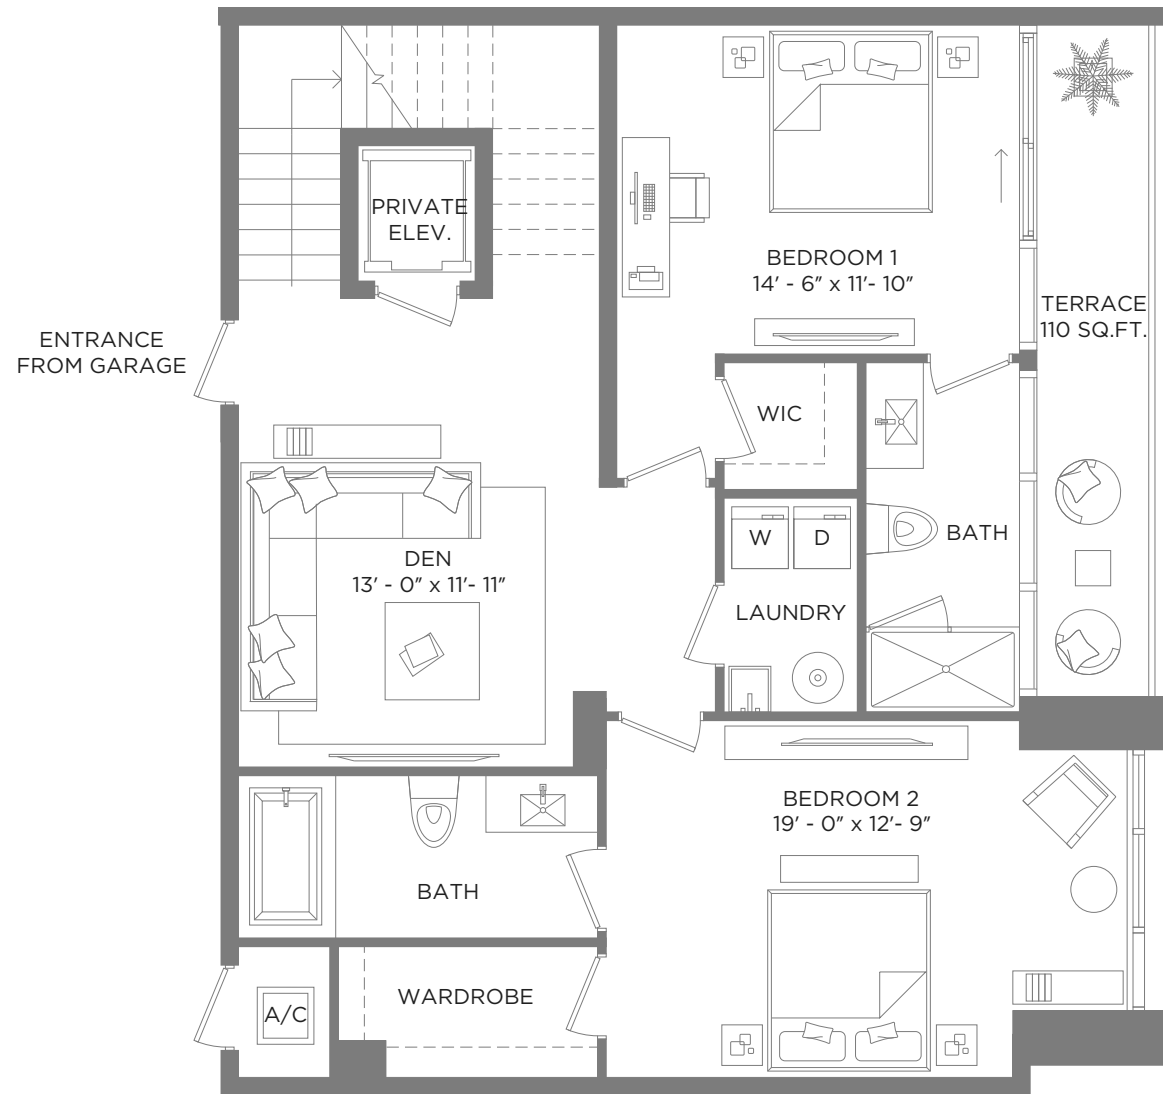 PRIVATE
ELEV.
BEDROOM 1
14' - 6" x 11'- 10"
TERRACE
110 SQ.FT.
ENTRANCE
FROM GARAGE
WIC
W
D
BATH
DEN
13' - 0" x 11'- 11"
LAUNDRY
BEDROOM 2
19' - 0" x 12'- 9"
BATH
WARDROBE
A/C